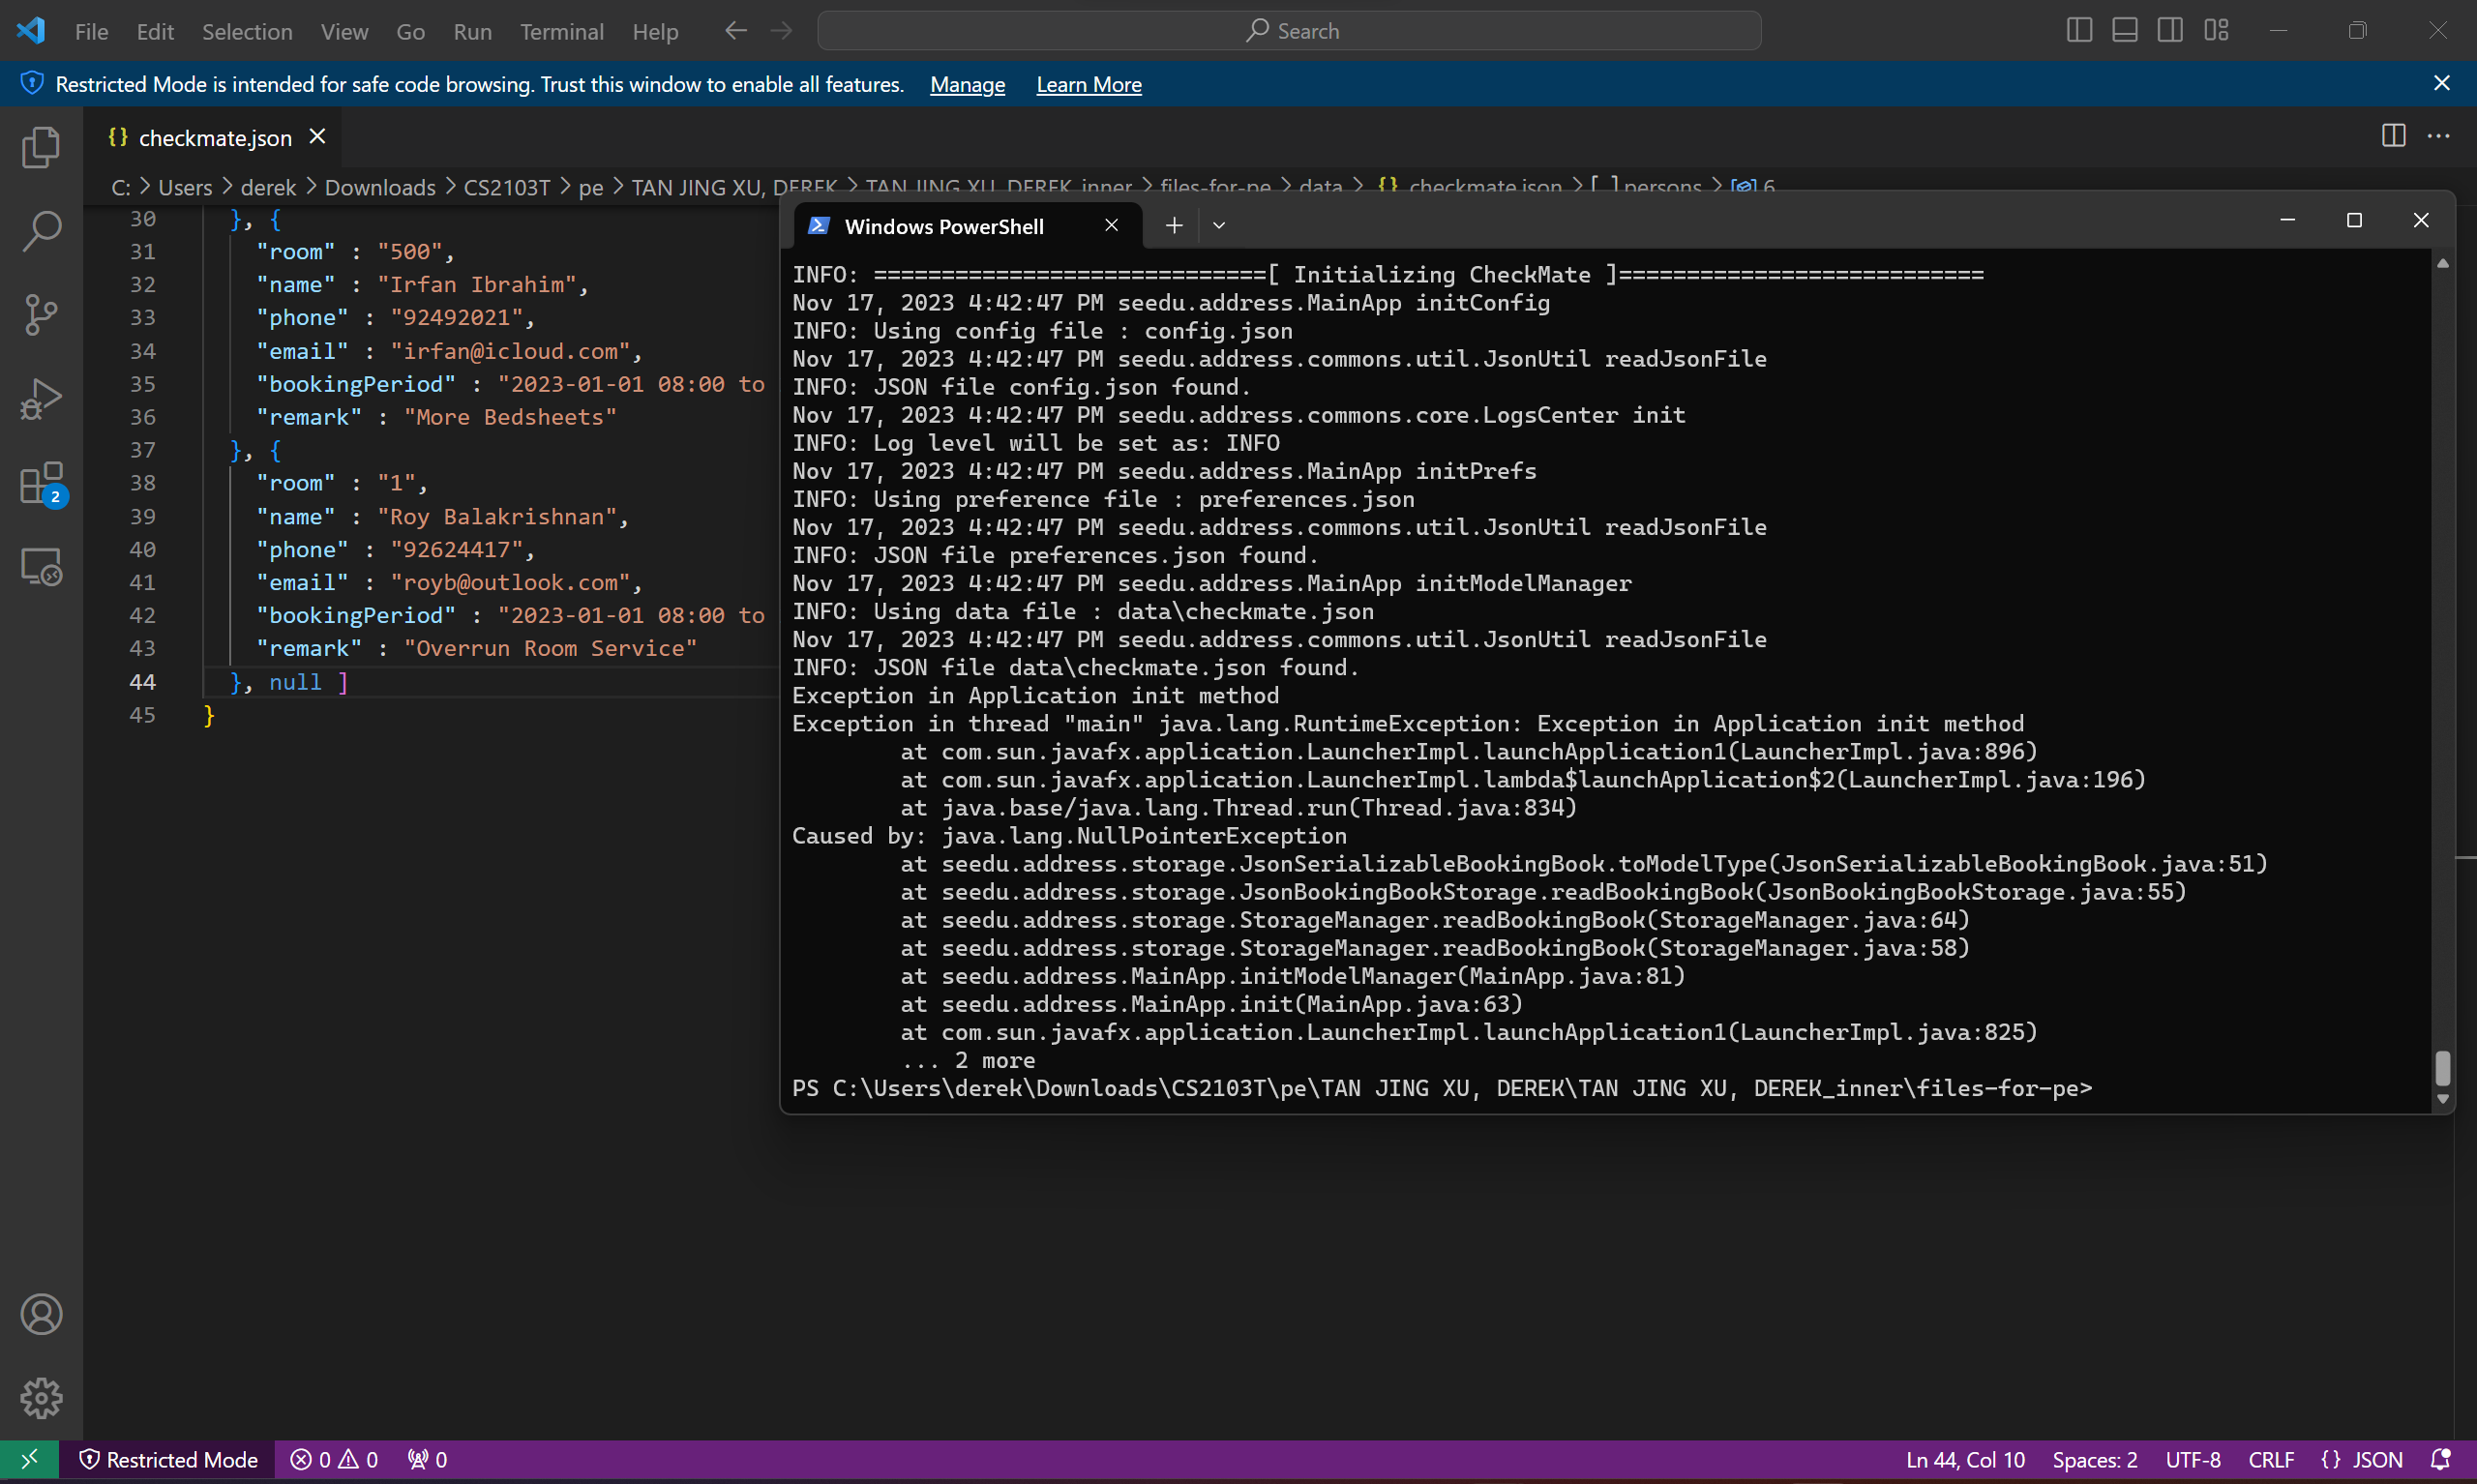 File Edit Selection View Go Run Terminal Help Search
Restricted Mode is intended for safe code browsing. Trust this window to enable all features. Manage Learn More
{} checkmate.json
C: > Users > derek > Downloads > CS2103T > pe > TAN JING XU, DEREK > TAN JING XU, DEREK_inner > files-for-pe > data > {} checkmate.json > [ ] persons > 6
30 }, {
31 "room" : "500",
32 "name" : "Irfan Ibrahim",
33 "phone" : "92492021",
34 "email" : "irfan@icloud.com",
35 "bookingPeriod" : "2023-01-01 08:00 to
36 "remark" : "More Bedsheets"
37 }, {
38 "room" : "1",
39 "name" : "Roy Balakrishnan",
40 "phone" : "92624417",
41 "email" : "royb@outlook.com",
42 "bookingPeriod" : "2023-01-01 08:00 to
43 "remark" : "Overrun Room Service"
44 }, null ]
45 }
2
Windows PowerShell
INFO: =============================[ Initializing CheckMate ]===========================
Nov 17, 2023 4:42:47 PM seedu.address.MainApp initConfig
INFO: Using config file : config.json
Nov 17, 2023 4:42:47 PM seedu.address.commons.util.JsonUtil readJsonFile
INFO: JSON file config.json found.
Nov 17, 2023 4:42:47 PM seedu.address.commons.core.LogsCenter init
INFO: Log level will be set as: INFO
Nov 17, 2023 4:42:47 PM seedu.address.MainApp initPrefs
INFO: Using preference file : preferences.json
Nov 17, 2023 4:42:47 PM seedu.address.commons.util.JsonUtil readJsonFile
INFO: JSON file preferences.json found.
Nov 17, 2023 4:42:47 PM seedu.address.MainApp initModelManager
INFO: Using data file : data\checkmate.json
Nov 17, 2023 4:42:47 PM seedu.address.commons.util.JsonUtil readJsonFile
INFO: JSON file data\checkmate.json found.
Exception in Application init method
Exception in thread "main" java.lang.RuntimeException: Exception in Application init method
at com.sun.javafx.application.LauncherImpl.launchApplication1(LauncherImpl.java:896)
at com.sun.javafx.application.LauncherImpl.lambda$launchApplication$2(LauncherImpl.java:196)
at java.base/java.lang.Thread.run(Thread.java:834)
Caused by: java.lang.NullPointerException
at seedu.address.storage.JsonSerializableBookingBook.toModelType(JsonSerializableBookingBook.java:51)
at seedu.address.storage.JsonBookingBookStorage.readBookingBook(JsonBookingBookStorage.java:55)
at seedu.address.storage.StorageManager.readBookingBook(StorageManager.java:64)
at seedu.address.storage.StorageManager.readBookingBook(StorageManager.java:58)
at seedu.address.MainApp.initModelManager(MainApp.java:81)
at seedu.address.MainApp.init(MainApp.java:63)
at com.sun.javafx.application.LauncherImpl.launchApplication1(LauncherImpl.java:825)
... 2 more
PS C:\Users\derek\Downloads\CS2103T\pe\TAN JING XU, DEREK\TAN JING XU, DEREK_inner\files-for-pe>
Restricted Mode 0 0 0 Ln 44, Col 10 Spaces: 2 UTF-8 CRLF {} JSON